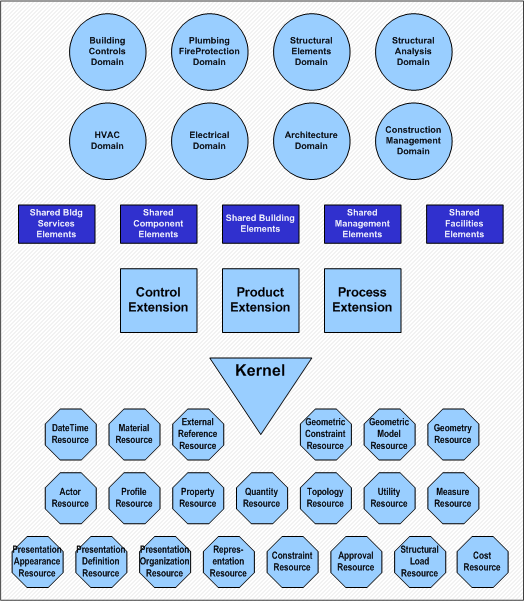 Building
Controls
Domain
Plumbing
FireProtection
Domain
Structural
Elements
Domain
Structural
Analysis
Domain
HVAC
Domain
Electrical
Domain
Architecture
Domain
Construction
Management
Domain
Shared Bldg
Services
Elements
Shared
Component
Elements
Shared Building
Elements
Shared
Management
Elements
Shared
Facilities
Elements
Control
Extension
Product
Extension
Process
Extension
Kernel
DateTime
Resource
Material
Resource
External
Reference
Resource
Geometric
Constraint
Resource
Geometric
Model
Resource
Geometry
Resource
Actor
Resource
Profile
Resource
Property
Resource
Quantity
Resource
Topology
Resource
Utility
Resource
Measure
Resource
Presentation
Appearance
Resource
Presentation
Definition
Resource
Presentation
Organization
Resource
Repres-
entation
Resource
Constraint
Resource
Approval
Resource
Structural
Load
Resource
Cost
Resource